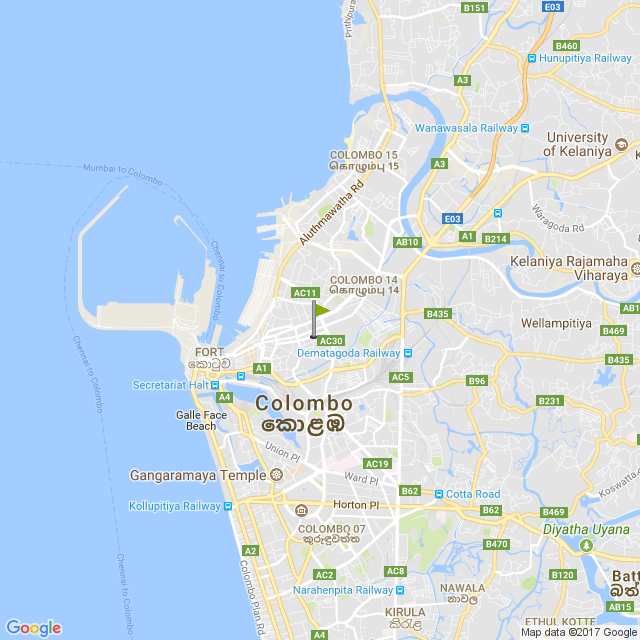 B151
E03
Prithipura
B460
Hunupitiya Railway
A3
Wanawasala Railway
University
of Kelaniya
COLOMBO 15
கொழும்பு 15
A3
Mumbai to Colombo
Aluthmawatha Rd
E03
Waragoda Rd
A1
B214
AB10
Chennai to Colombo
Kelaniya Rajamaha
Viharaya
COLOMBO 14
கொழும்பு 14
AC11
B435
Wellampitiya
B469
AC30
Chennai to Colombo
FORT
කොටුව
Dematagoda Railway
B435
A1
AC5
B96
Secretariat Halt
A4
Colombo
කොළඹ
B231
Galle Face
Beach
Union Pl
AC19
Gangaramaya Temple
Ward Pl
Koswatta
B62
Cotta Road
Kollupitiya Railway
Horton Pl
B62
B469
COLOMBO 07
කුරුඳුවත්ත
Diyatha Uyana
A2
B470
Chennai to Colombo
Colombo Plan Rd
AC2
AC8
B120
Batt
බත්
Narahenpita Railway
NAWALA
නාවල
KIRULA
කිරුළ
ETHUL KOTTE
Google
A4
Map data ©2017 Google